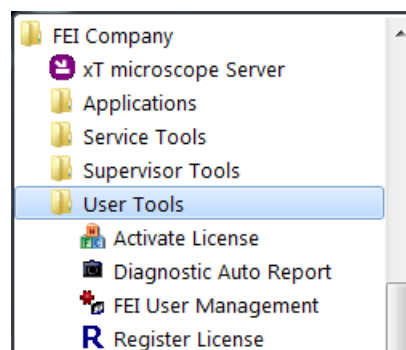 FEI Company
xT microscope Server
Applications
Service Tools
Supervisor Tools
User Tools
Activate License
Diagnostic Auto Report
FEI User Management
R Register License